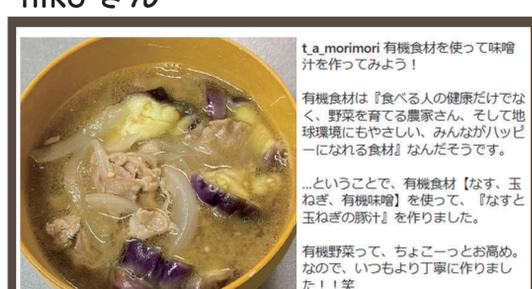 niko さん
t_a_morimori 有機食材を使って味噌
汁を作ってみよう！
有機食材は『食べる人の健康だけでな
く、野菜を育てる農家さん、そして地
球環境にもやさしい、みんながハッピ
ーになれる食材』なんだそうです。
...ということで、有機食材【なす、玉
ねぎ、有機味噌】を使って、『なすと
玉ねぎの豚汁』を作りました。
有機野菜って、ちょこーっとお高め。
なので、いつもより丁寧に作りまし
た！！笑